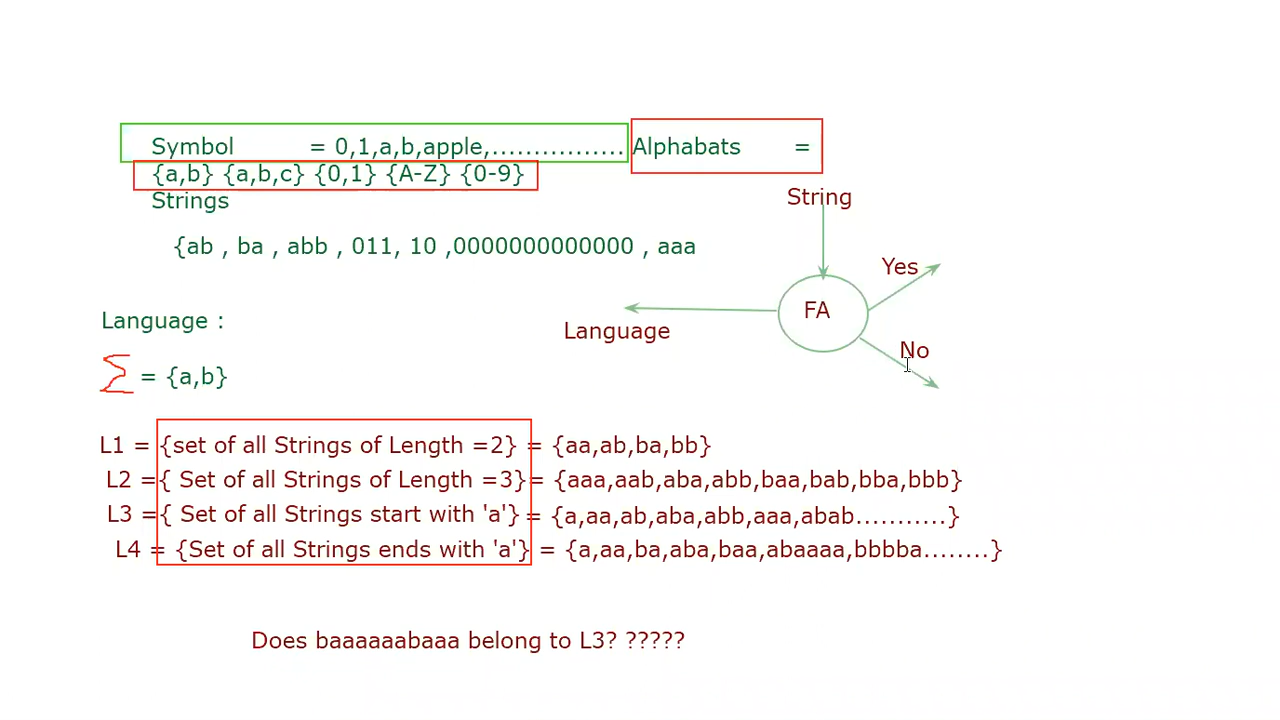 Symbol = 0,1,a,b,apple,................. Alphabats =
{a,b} {a,b,c} {0,1} {A-Z} {0-9}
Strings
String
{ab , ba , abb , 011, 10 ,0000000000000 , aaa
Yes
FA
Language :
Language
No
Σ = {a,b}
L1 = {set of all Strings of Length =2} = {aa,ab,ba,bb}
L2 ={ Set of all Strings of Length =3}= {aaa,aab,aba,abb,baa,bab,bba,bbb}
L3 ={ Set of all Strings start with 'a'} = {a,aa,ab,aba,abb,aaa,abab...........}
L4 = {Set of all Strings ends with 'a'} = {a,aa,ba,aba,baa,abaaaa,bbbba........}
Does baaaaaabaaa belong to L3? ?????